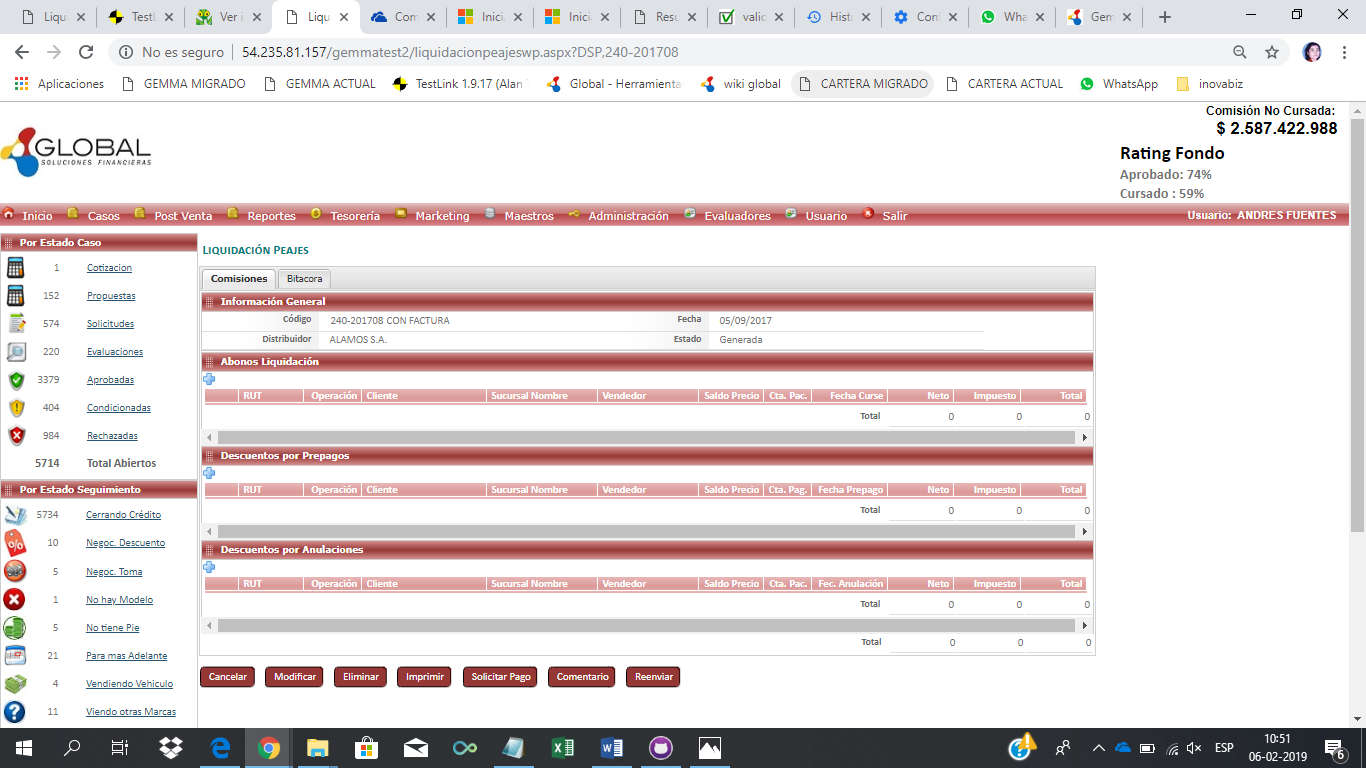 Liqu
TestL
Ver i
Liqu
Com
Inicia
Inicia
Resu
valid
Histo
Cont
Wha
Gem
No es seguro | 54.235.81.157/gemmatest2/liquidacionpeajeswp.aspx?DSP,240-201708
Aplicaciones GEMMA MIGRADO GEMMA ACTUAL TestLink 1.9.17 (Alan Global - Herramienta wiki global CARTERA MIGRADO CARTERA ACTUAL WhatsApp inovabiz
Comisión No Cursada:
$ 2.587.422.988
GLOBAL
SOLUCIONES FINANCIERAS
Rating Fondo
Aprobado: 74%
Cursado : 59%
Inicio Casos Post Venta Reportes Tesorería Marketing Maestros Administración Evaluadores Usuario Salir Usuario: ANDRES FUENTES
Por Estado Caso
1 Cotizacion
152 Propuestas
574 Solicitudes
220 Evaluaciones
3379 Aprobadas
404 Condicionadas
984 Rechazadas
5714 Total Abiertos
Por Estado Seguimiento
5734 Cerrando Crédito
10 Negoc. Descuento
5 Negoc. Toma
1 No hay Modelo
5 No tiene Pie
21 Para mas Adelante
4 Vendiendo Vehiculo
11 Viendo otras Marcas
LIQUIDACIÓN PEAJES
Comisiones Bitacora
Información General
Código 240-201708 CON FACTURA Fecha 05/09/2017
Distribuidor ALAMOS S.A. Estado Generada
Abonos Liquidación
RUT Operación Cliente Sucursal Nombre Vendedor Saldo Precio Cta. Pac. Fecha Curse Neto Impuesto Total
Total 0 0 0
Descuentos por Prepagos
RUT Operación Cliente Sucursal Nombre Vendedor Saldo Precio Cta. Pag. Fecha Prepago Neto Impuesto Total
Total 0 0 0
Descuentos por Anulaciones
RUT Operación Cliente Sucursal Nombre Vendedor Saldo Precio Cta. Pac. Fec. Anulación Neto Impuesto Total
Total 0 0 0
Total 0 0 0
Cancelar Modificar Eliminar Imprimir Solicitar Pago Comentario Reenviar
ESP
10:51
06-02-2019
6